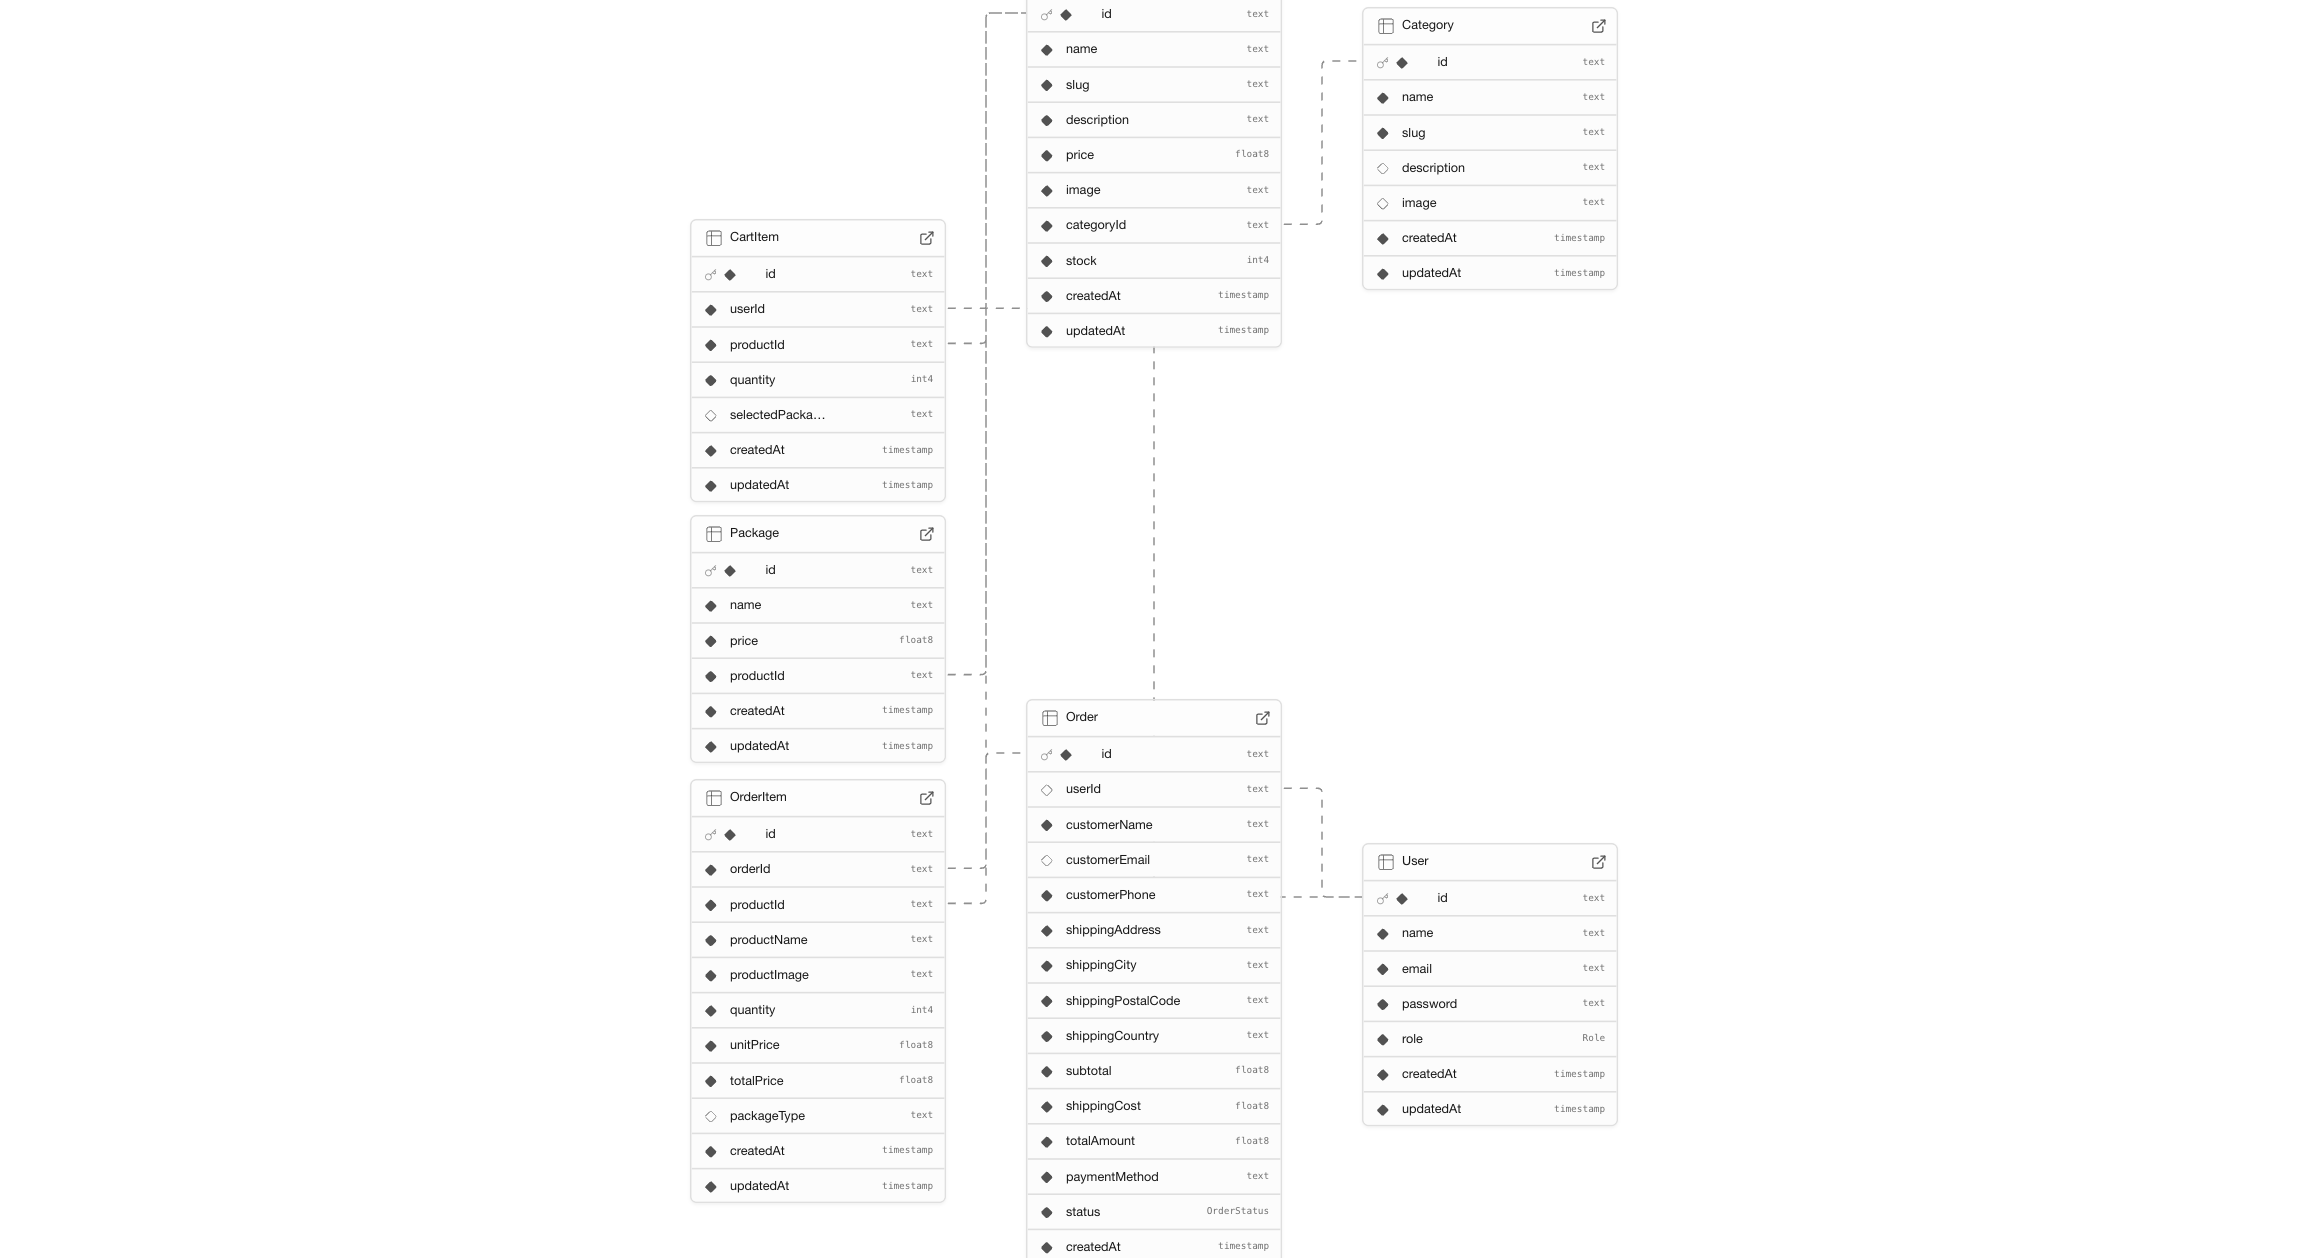 id text
name text
slug text
description text
price float8
image text
categoryId text
stock int4
createdAt timestamp
updatedAt timestamp
Category
id text
name text
slug text
description text
image text
createdAt timestamp
updatedAt timestamp
CartItem
id text
userId text
productId text
quantity int4
selectedPacka... text
createdAt timestamp
updatedAt timestamp
Package
id text
name text
price float8
productId text
createdAt timestamp
updatedAt timestamp
OrderItem
id text
orderId text
productId text
productName text
productImage text
quantity int4
unitPrice float8
totalPrice float8
packageType text
createdAt timestamp
updatedAt timestamp
Order
id text
userId text
customerName text
customerEmail text
customerPhone text
shippingAddress text
shippingCity text
shippingPostalCode text
shippingCountry text
subtotal float8
shippingCost float8
totalAmount float8
paymentMethod text
status OrderStatus
createdAt timestamp
User
id text
name text
email text
password text
role Role
createdAt timestamp
updatedAt timestamp